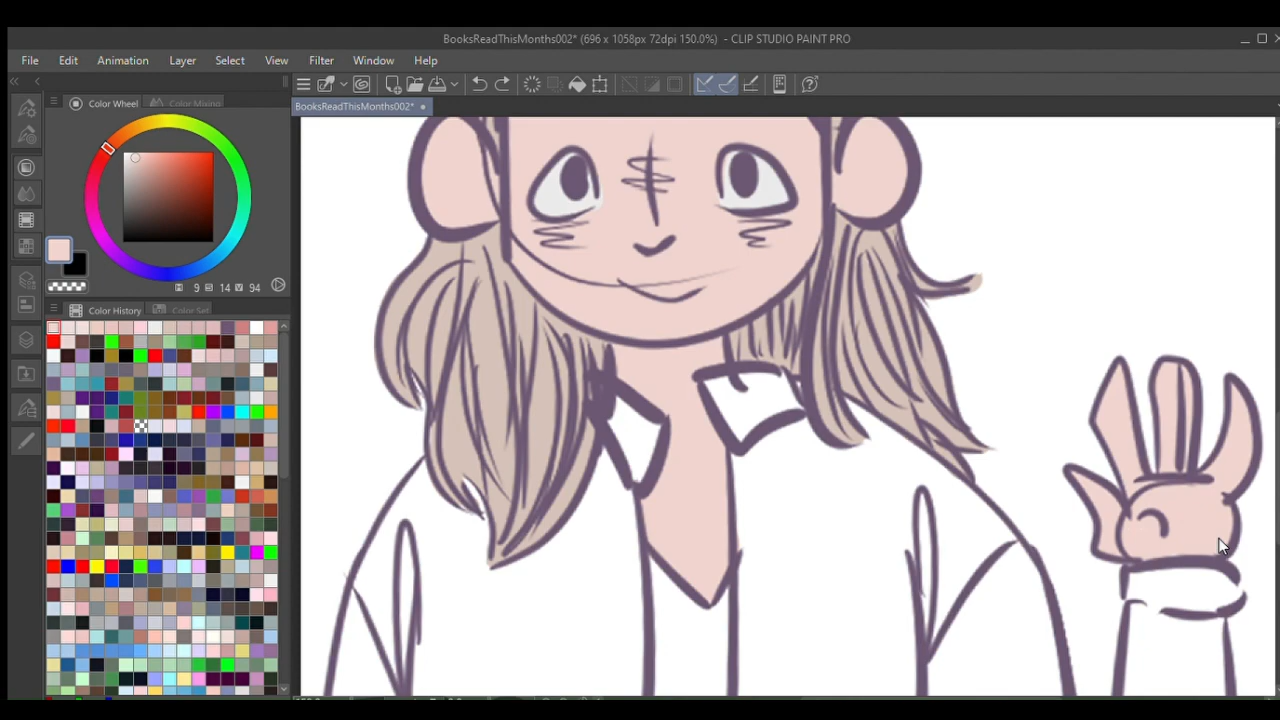 BooksReadThisMonths002* (696 x 1058px 72dpi 150.0%) - CLIP STUDIO PAINT PRO
File Edit Animation Layer Select View Filter Window Help
Color Wheel Color Mixing BooksReadThisMonths002*
9 14 94
Color History Color Set